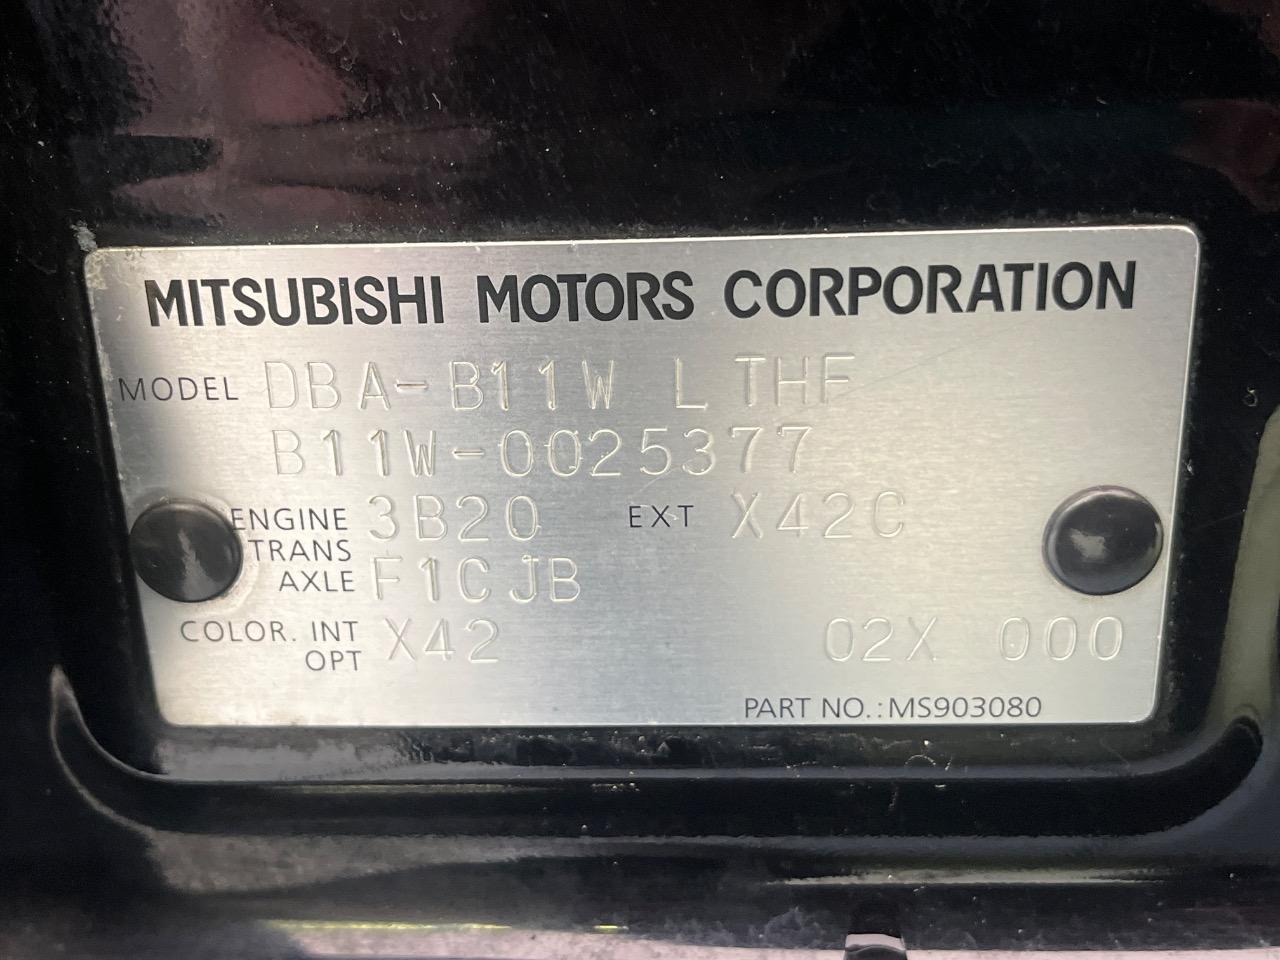 MITSUBISHI MOTORS CORPORATION
MODEL DBA-B11W LTHF
B11W-0025377
ENGINE 3B20 EXT X42C
TRANS
AXLE F1CJB
COLOR. INT X42 02X 000
OPT
PART NO.:MS903080